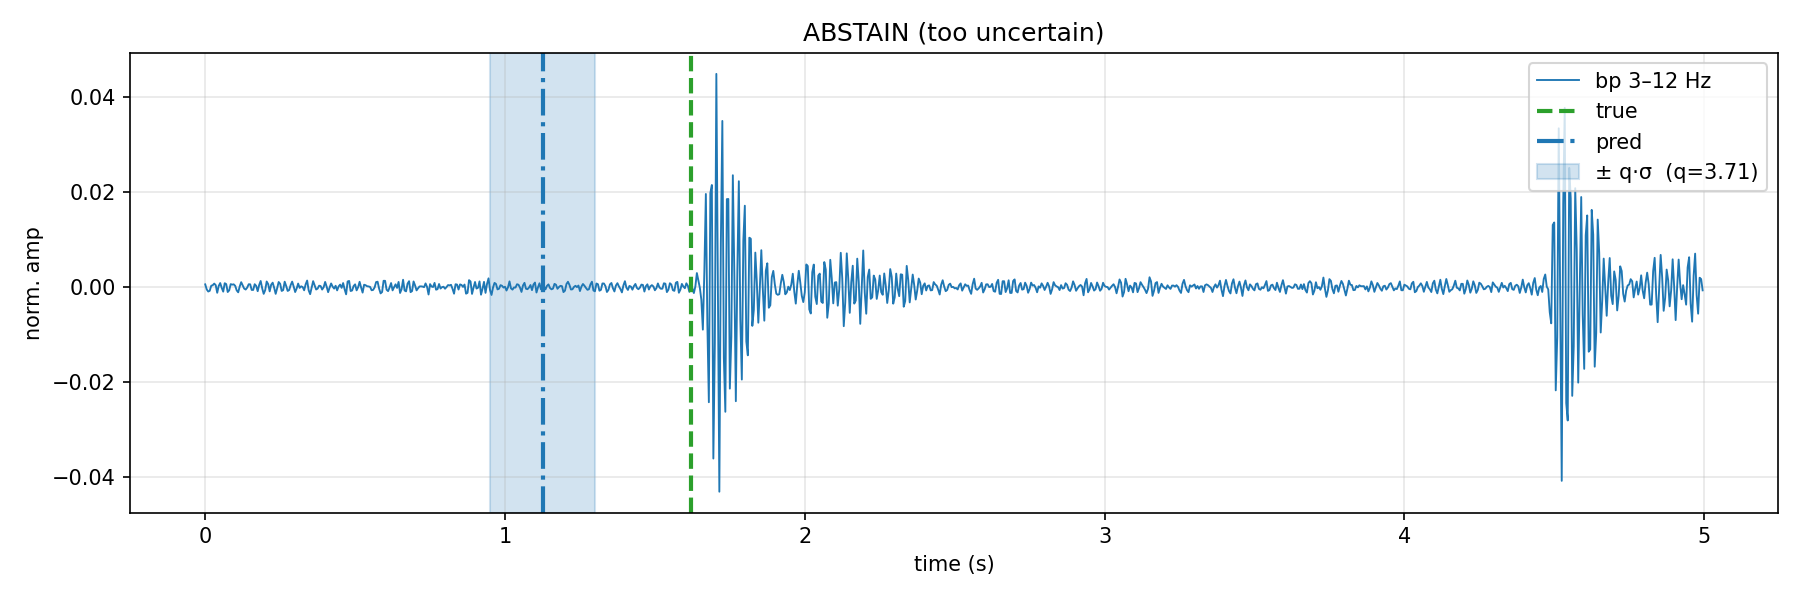 ABSTAIN (too uncertain)
norm. amp
0.04
0.02
0.00
−0.02
−0.04
bp 3–12 Hz
true
pred
± q·σ  (q=3.71)
0 1 2 3 4 5
time (s)